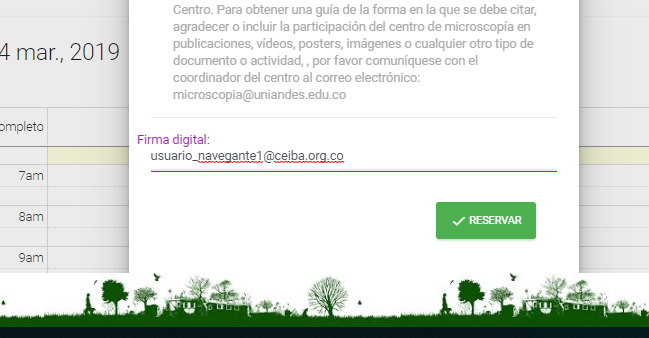 Centro. Para obtener una guía de la forma en la que se debe citar,
agradecer o incluir la participación del centro de microscopía en
publicaciones, vídeos, posters, imágenes o cualquier otro tipo de
documento o actividad, , por favor comuníquese con el
coordinador del centro al correo electrónico:
microscopia@uniandes.edu.co
4 mar., 2019
ompleto
Firma digital:
usuario_navegante1@ceiba.org.co
7am
8am
RESERVAR
9am